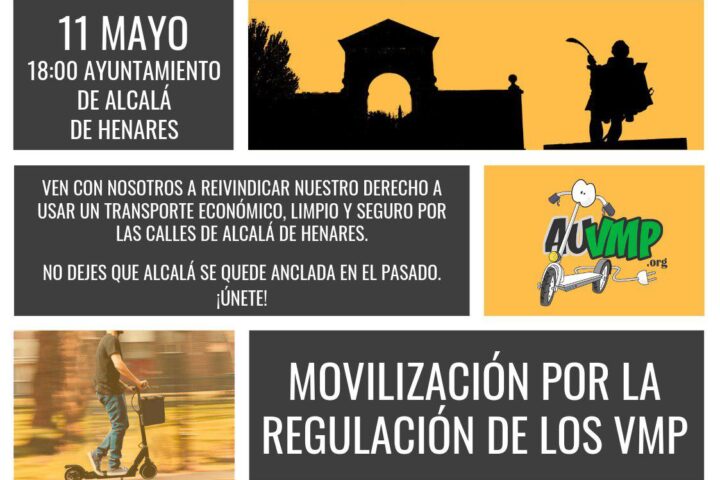 11 MAYO
18:00 AYUNTAMIENTO
DE ALCALÁ
DE HENARES
VEN CON NOSOTROS A REIVINDICAR NUESTRO DERECHO A
USAR UN TRANSPORTE ECONÓMICO, LIMPIO Y SEGURO POR
LAS CALLES DE ALCALÁ DE HENARES.
NO DEJES QUE ALCALÁ SE QUEDE ANCLADA EN EL PASADO.
¡ÚNETE!
AUVMP
.org
MOVILIZACIÓN POR LA
REGULACIÓN DE LOS VMP